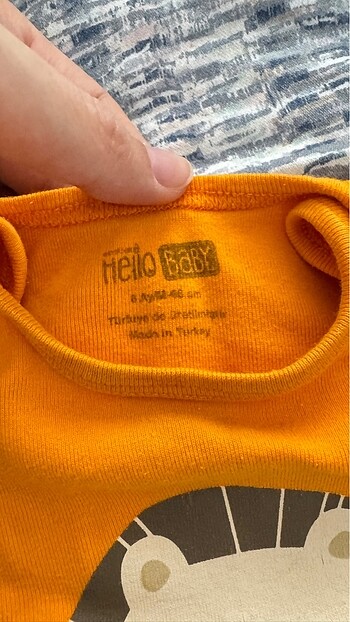 Hello BABY
6 Ay/62-68 cm
Türkiye'de Üretilmiştir
Made in Turkey